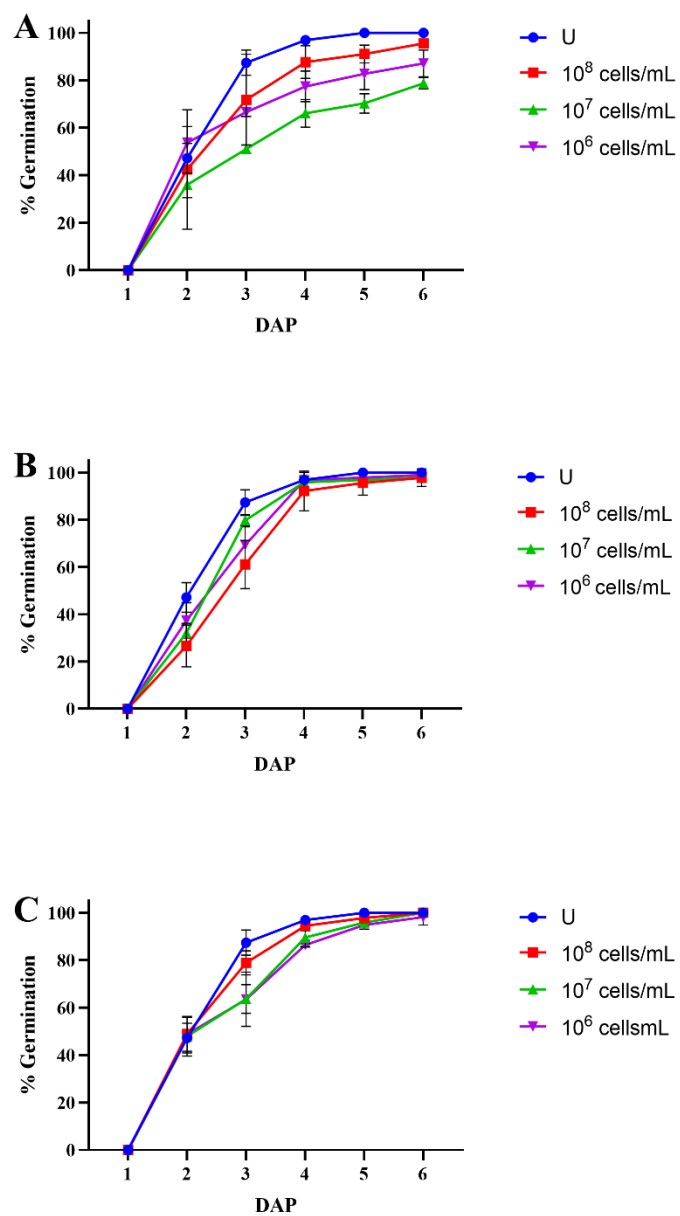 A
% Germination
100
80
60
40
20
0
1 2 3 4 5 6
DAP
U
10⁸ cells/mL
10⁷ cells/mL
10⁶ cells/mL
B
% Germination
100
80
60
40
20
0
1 2 3 4 5 6
DAP
U
10⁸ cells/mL
10⁷ cells/mL
10⁶ cells/mL
C
% Germination
100
80
60
40
20
0
1 2 3 4 5 6
DAP
U
10⁸ cells/mL
10⁷ cells/mL
10⁶ cellsmL